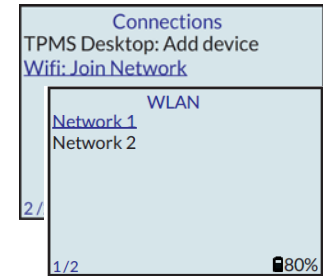 Connections
TPMS Desktop: Add device
Wifi: Join Network
WLAN
Network 1
Network 2
2/
1/2
80%